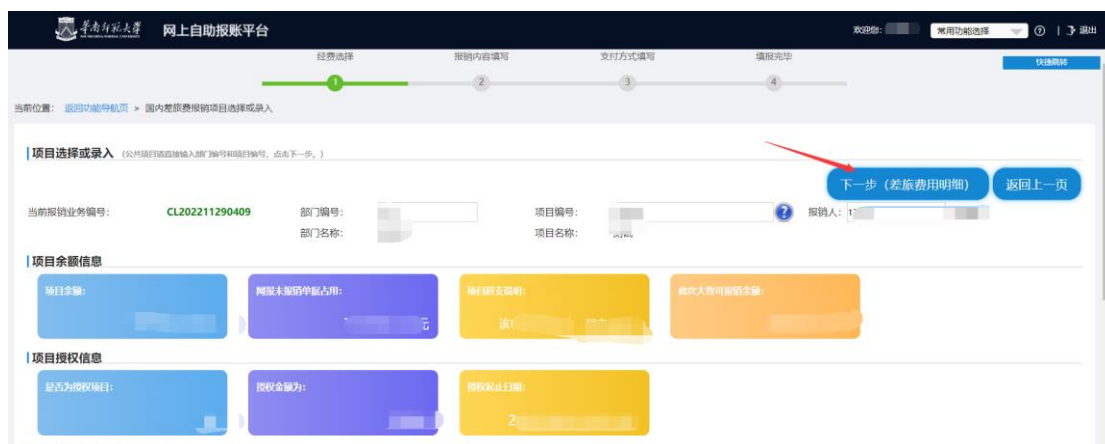 华南师范大学 网上自助报账平台 欢迎您: 常用功能选择 ? | 退出
经费选择 报销内容填写 支付方式填写 填报完毕
快捷跳转
1 2 3 4
当前位置: 返回功能导航页 > 国内差旅费报销项目选择或录入
项目选择或录入 (公共项目请直接输入部门编号和项目编号,点击下一步。)
下一步(差旅费用明细) 返回上一页
当前报销业务编号: CL202211290409 部门编号: 项目编号: ? 报销人: 1
部门名称: 项目名称:
项目余额信息
项目余额: 网报未报销单据占用: 项目超支说明: 此次大致可报销余额:
元 该
项目授权信息
是否为授权项目: 授权金额为: 授权起止日期:
2